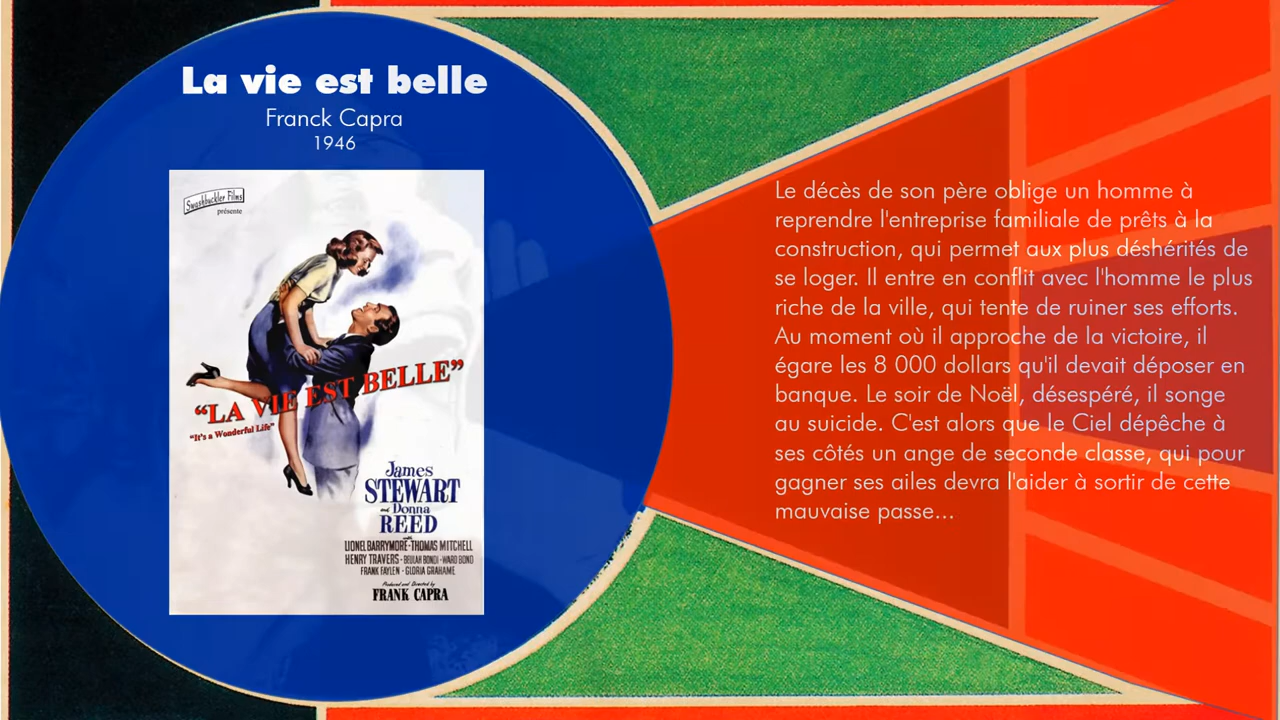 La vie est belle
Franck Capra
1946
Swashbuckler Films
présente
“LA VIE EST BELLE”
“It's a Wonderful Life”
James
STEWART
and Donna
REED
with
LIONEL BARRYMORE · THOMAS MITCHELL
HENRY TRAVERS · BEULAH BONDI · WARD BOND
FRANK FAYLEN · GLORIA GRAHAME
Produced and Directed by
FRANK CAPRA
Le décès de son père oblige un homme à
reprendre l'entreprise familiale de prêts à la
construction, qui permet aux plus déshérités de
se loger. Il entre en conflit avec l'homme le plus
riche de la ville, qui tente de ruiner ses efforts.
Au moment où il approche de la victoire, il
égare les 8 000 dollars qu'il devait déposer en
banque. Le soir de Noël, désespéré, il songe
au suicide. C'est alors que le Ciel dépêche à
ses côtés un ange de seconde classe, qui pour
gagner ses ailes devra l'aider à sortir de cette
mauvaise passe...